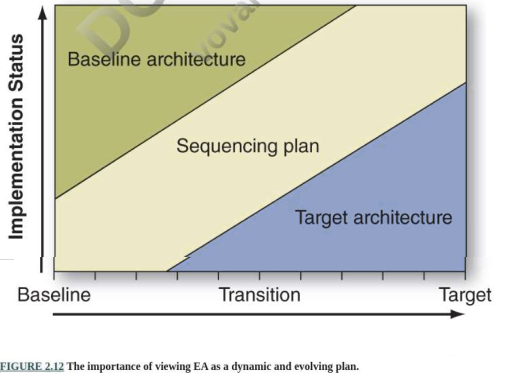 Implementation Status
Baseline architecture
Sequencing plan
Target architecture
Baseline
Transition
Target
FIGURE 2.12 The importance of viewing EA as a dynamic and evolving plan.